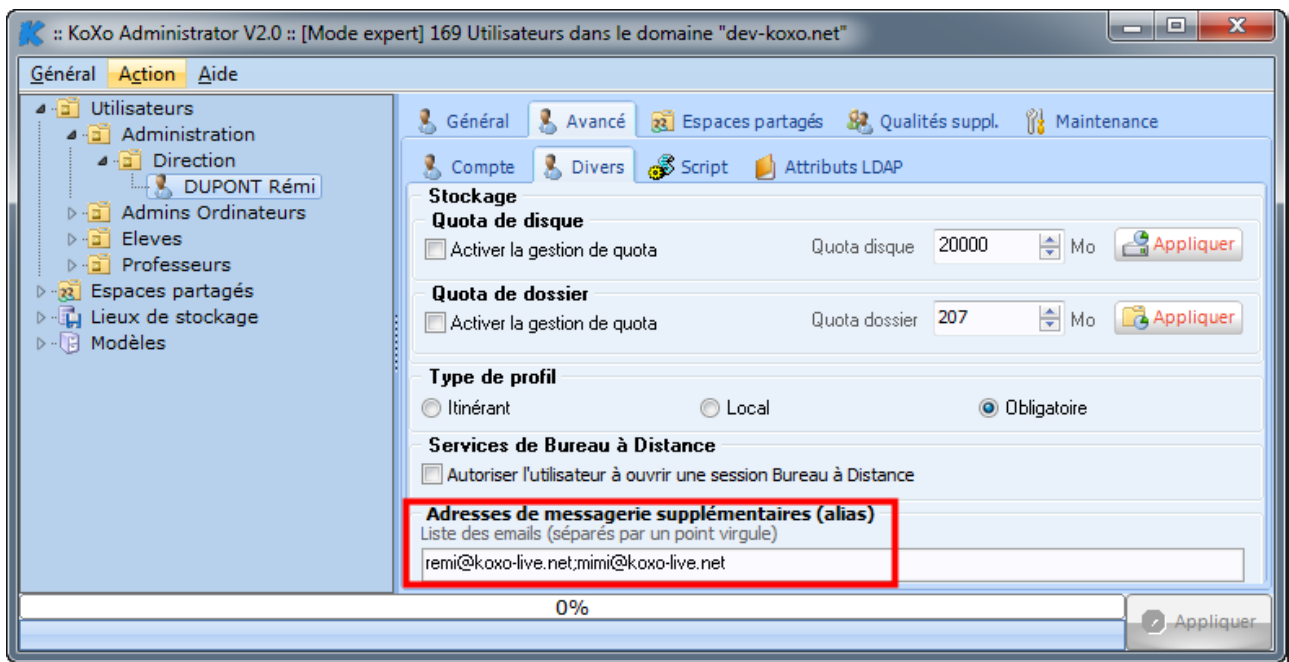 :: KoXo Administrator V2.0 :: [Mode expert] 169 Utilisateurs dans le domaine "dev-koxo.net"
Général Action Aide
Utilisateurs
Administration
Direction
DUPONT Rémi
Admins Ordinateurs
Eleves
Professeurs
Espaces partagés
Lieux de stockage
Modèles
Général Avancé Espaces partagés Qualités suppl. Maintenance
Compte Divers Script Attributs LDAP
Stockage
Quota de disque
Activer la gestion de quota Quota disque 20000 Mo Appliquer
Quota de dossier
Activer la gestion de quota Quota dossier 207 Mo Appliquer
Type de profil
Itinérant Local Obligatoire
Services de Bureau à Distance
Autoriser l'utilisateur à ouvrir une session Bureau à Distance
Adresses de messagerie supplémentaires (alias)
Liste des emails (séparés par un point virgule)
remi@koxo-live.net;mimi@koxo-live.net
0%
Appliquer